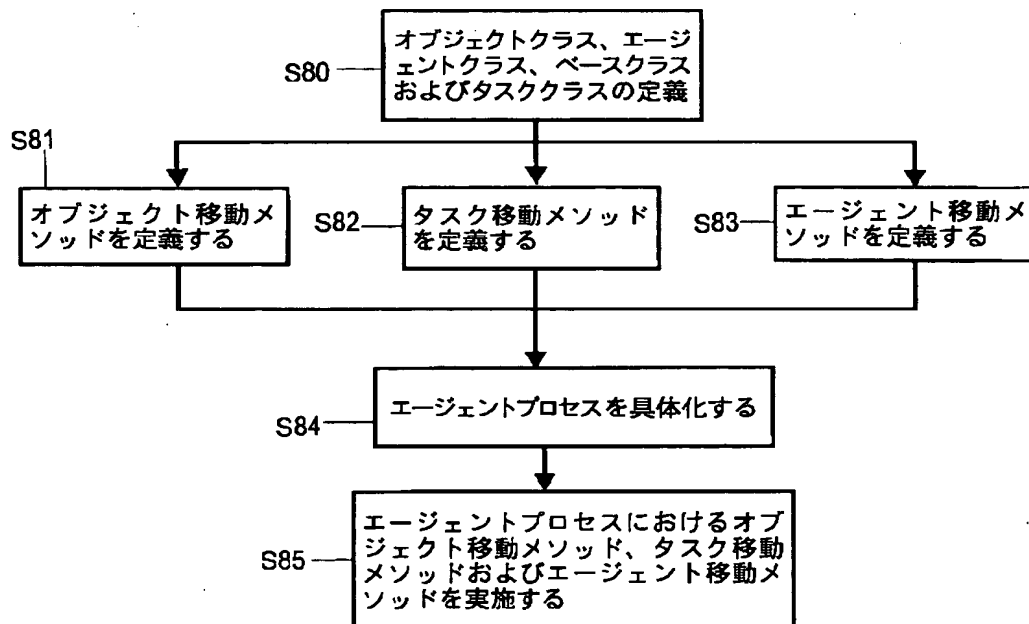 S80
オブジェクトクラス、エージ
ェントクラス、ベースクラス
およびタスククラスの定義
S81
オブジェクト移動メ
ソッドを定義する
S82
タスク移動メソッド
を定義する
S83
エージェント移動メ
ソッドを定義する
S84
エージェントプロセスを具体化する
S85
エージェントプロセスにおけるオブ
ジェクト移動メソッド、タスク移動
メソッドおよびエージェント移動メ
ソッドを実施する